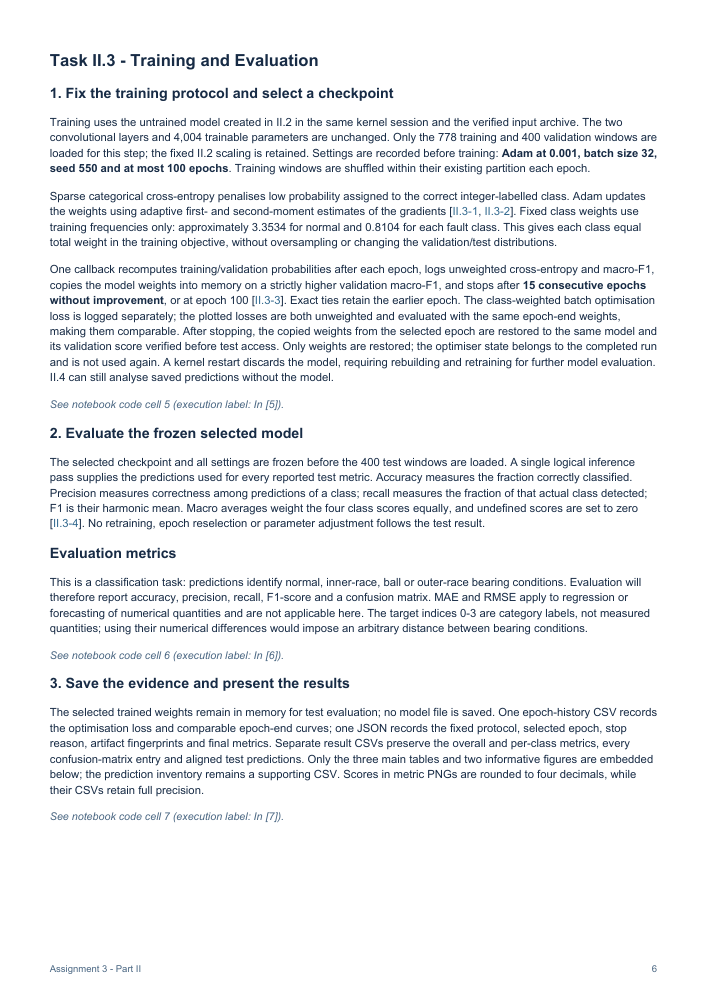 Task II.3 - Training and Evaluation
1. Fix the training protocol and select a checkpoint
Training uses the untrained model created in II.2 in the same kernel session and the verified input archive. The two
convolutional layers and 4,004 trainable parameters are unchanged. Only the 778 training and 400 validation windows are
loaded for this step; the fixed II.2 scaling is retained. Settings are recorded before training: Adam at 0.001, batch size 32,
seed 550 and at most 100 epochs. Training windows are shuffled within their existing partition each epoch.
Sparse categorical cross-entropy penalises low probability assigned to the correct integer-labelled class. Adam updates
the weights using adaptive first- and second-moment estimates of the gradients [II.3-1, II.3-2]. Fixed class weights use
training frequencies only: approximately 3.3534 for normal and 0.8104 for each fault class. This gives each class equal
total weight in the training objective, without oversampling or changing the validation/test distributions.
One callback recomputes training/validation probabilities after each epoch, logs unweighted cross-entropy and macro-F1,
copies the model weights into memory on a strictly higher validation macro-F1, and stops after 15 consecutive epochs
without improvement, or at epoch 100 [II.3-3]. Exact ties retain the earlier epoch. The class-weighted batch optimisation
loss is logged separately; the plotted losses are both unweighted and evaluated with the same epoch-end weights,
making them comparable. After stopping, the copied weights from the selected epoch are restored to the same model and
its validation score verified before test access. Only weights are restored; the optimiser state belongs to the completed run
and is not used again. A kernel restart discards the model, requiring rebuilding and retraining for further model evaluation.
II.4 can still analyse saved predictions without the model.
See notebook code cell 5 (execution label: In [5]).
2. Evaluate the frozen selected model
The selected checkpoint and all settings are frozen before the 400 test windows are loaded. A single logical inference
pass supplies the predictions used for every reported test metric. Accuracy measures the fraction correctly classified.
Precision measures correctness among predictions of a class; recall measures the fraction of that actual class detected;
F1 is their harmonic mean. Macro averages weight the four class scores equally, and undefined scores are set to zero
[II.3-4]. No retraining, epoch reselection or parameter adjustment follows the test result.
Evaluation metrics
This is a classification task: predictions identify normal, inner-race, ball or outer-race bearing conditions. Evaluation will
therefore report accuracy, precision, recall, F1-score and a confusion matrix. MAE and RMSE apply to regression or
forecasting of numerical quantities and are not applicable here. The target indices 0-3 are category labels, not measured
quantities; using their numerical differences would impose an arbitrary distance between bearing conditions.
See notebook code cell 6 (execution label: In [6]).
3. Save the evidence and present the results
The selected trained weights remain in memory for test evaluation; no model file is saved. One epoch-history CSV records
the optimisation loss and comparable epoch-end curves; one JSON records the fixed protocol, selected epoch, stop
reason, artifact fingerprints and final metrics. Separate result CSVs preserve the overall and per-class metrics, every
confusion-matrix entry and aligned test predictions. Only the three main tables and two informative figures are embedded
below; the prediction inventory remains a supporting CSV. Scores in metric PNGs are rounded to four decimals, while
their CSVs retain full precision.
See notebook code cell 7 (execution label: In [7]).
Assignment 3 - Part II
6